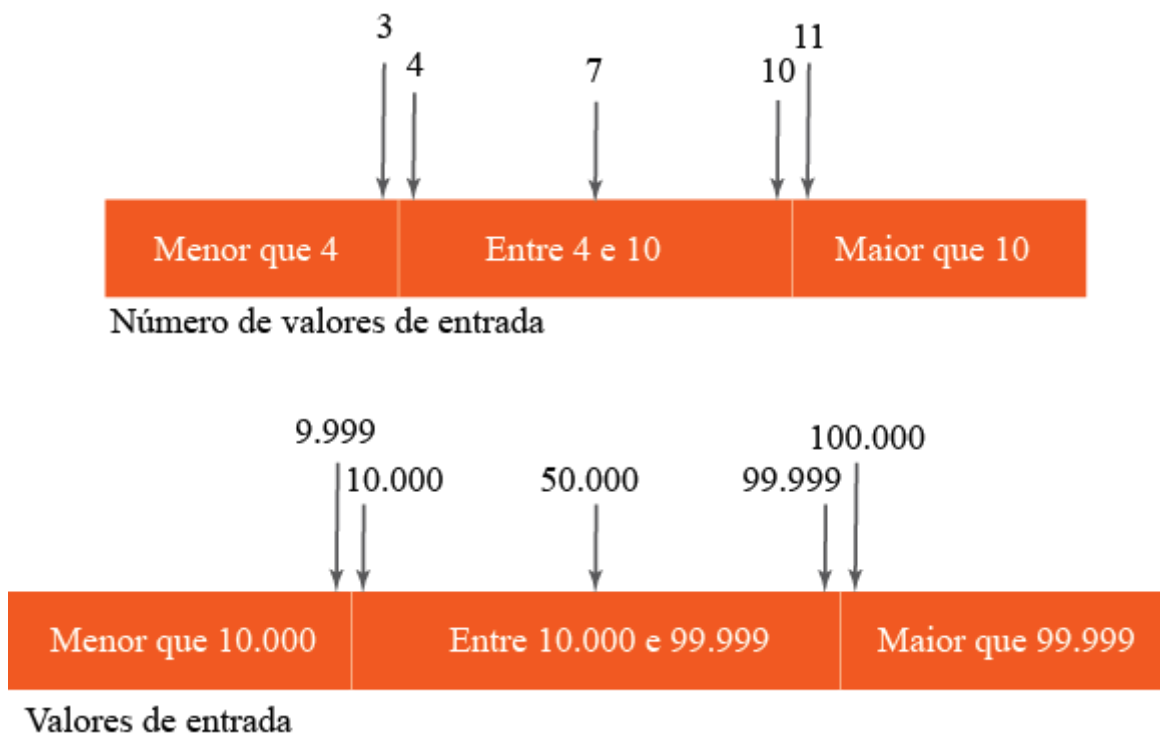 3
11
4
7
10
Menor que 4
Entre 4 e 10
Maior que 10
Número de valores de entrada
9.999
100.000
10.000
50.000
99.999
Menor que 10.000
Entre 10.000 e 99.999
Maior que 99.999
Valores de entrada